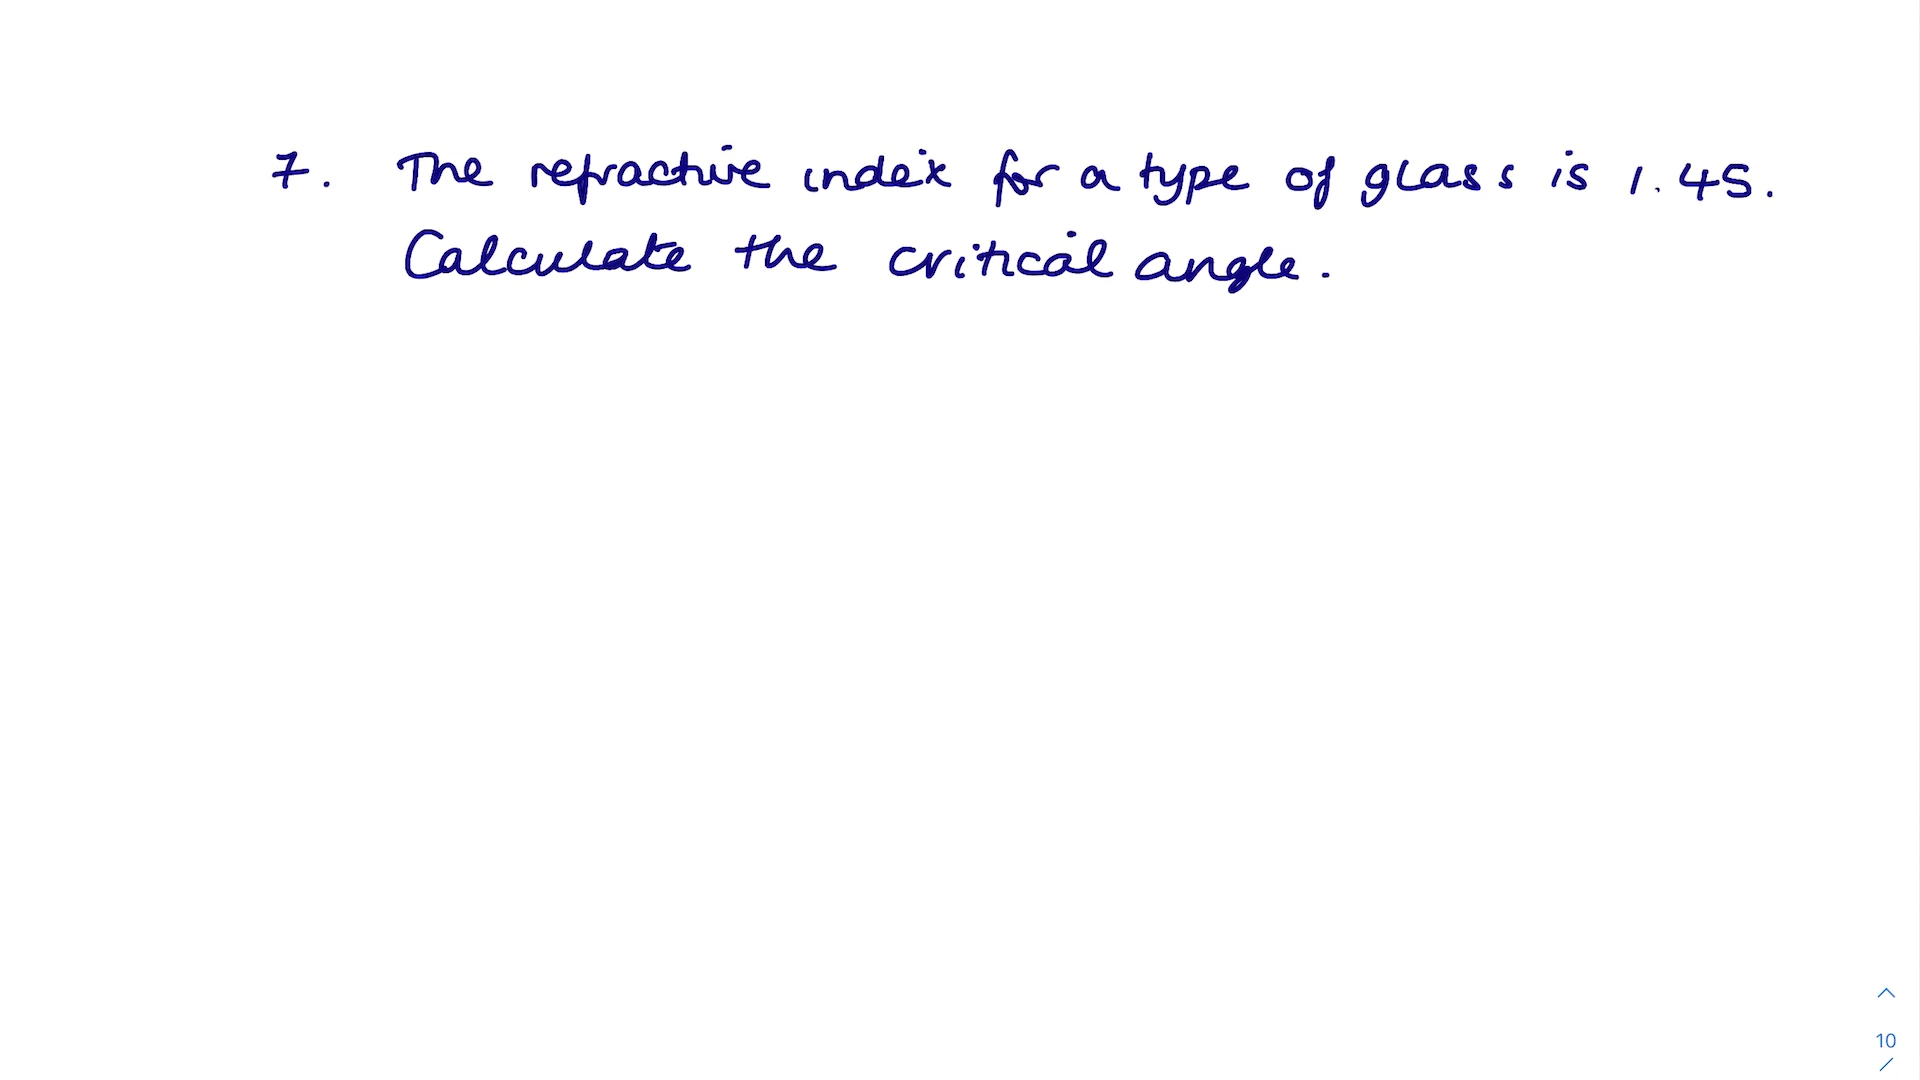 7. The refractive index for a type of glass is 1.45.
Calculate the critical angle.
10